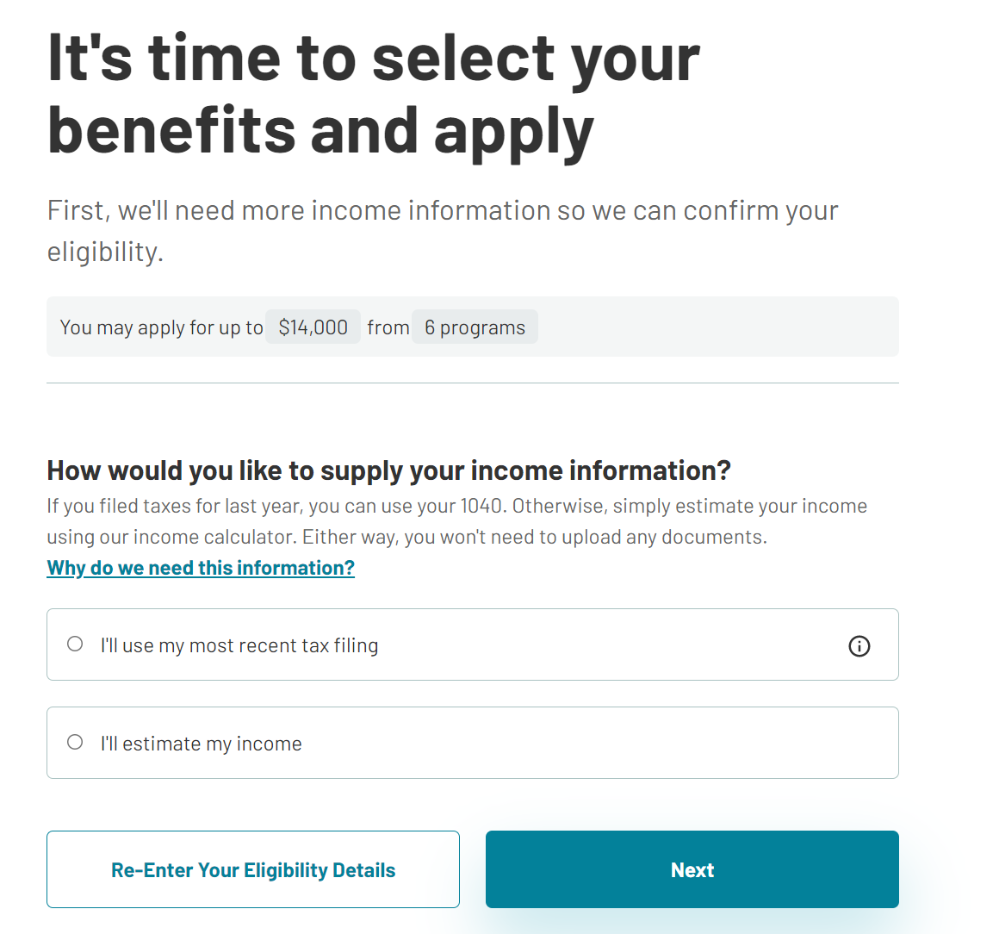 It's time to select your
benefits and apply
First, we'll need more income information so we can confirm your
eligibility.
You may apply for up to $14,000 from 6 programs
How would you like to supply your income information?
If you filed taxes for last year, you can use your 1040. Otherwise, simply estimate your income
using our income calculator. Either way, you won't need to upload any documents.
Why do we need this information?
I'll use my most recent tax filing
I'll estimate my income
Re-Enter Your Eligibility Details
Next